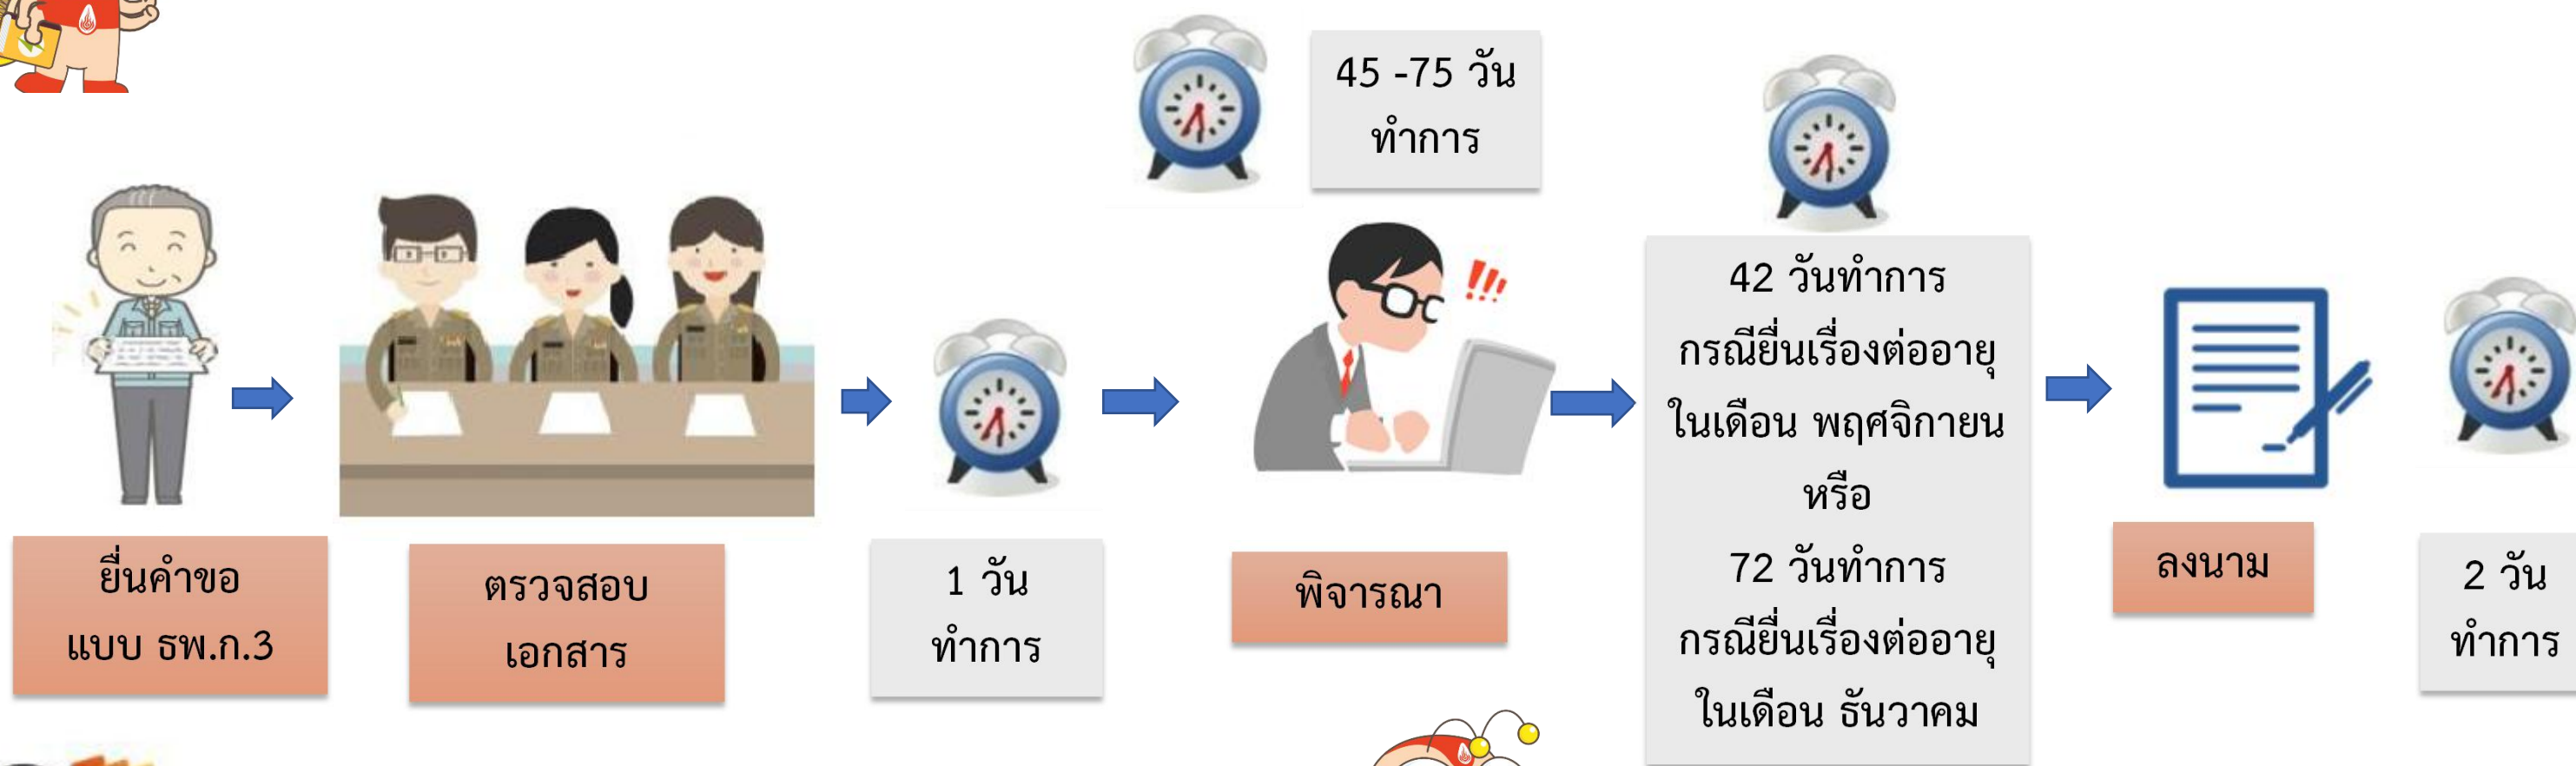 45 -75 วัน
ทำการ
ยื่นคำขอ
แบบ ธพ.ก.3
ตรวจสอบ
เอกสาร
1 วัน
ทำการ
พิจารณา
42 วันทำการ
กรณียื่นเรื่องต่ออายุ
ในเดือน พฤศจิกายน
หรือ
72 วันทำการ
กรณียื่นเรื่องต่ออายุ
ในเดือน ธันวาคม
ลงนาม
2 วัน
ทำการ